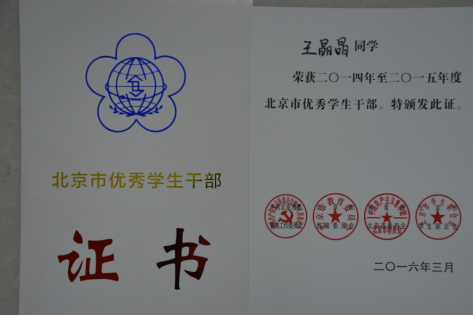 北京市优秀学生干部
证书
王晶晶同学
荣获二〇一四年至二〇一五年度
北京市优秀学生干部。特颁发此证。
二〇一六年三月